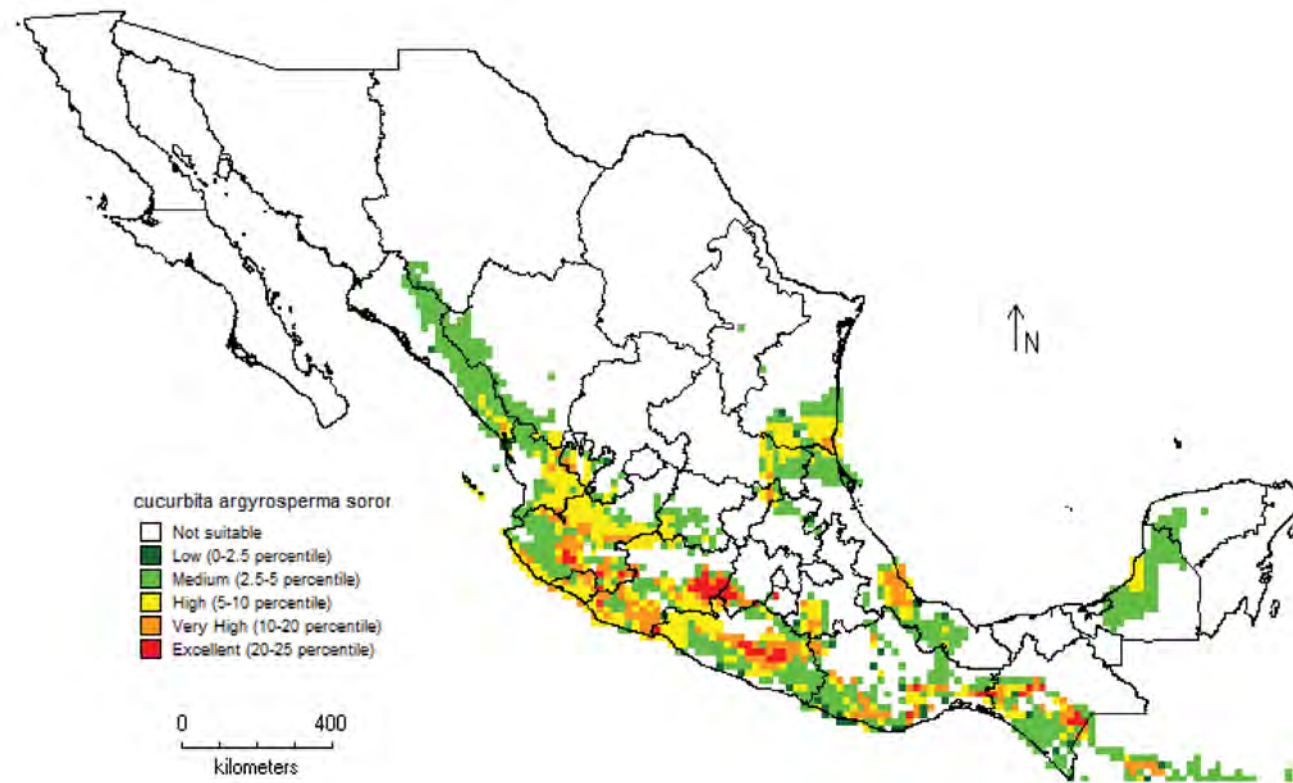 N
cucurbita argyrosperma soror
Not suitable
Low (0-2.5 percentile)
Medium (2.5-5 percentile)
High (5-10 percentile)
Very High (10-20 percentile)
Excellent (20-25 percentile)
0 400
kilometers